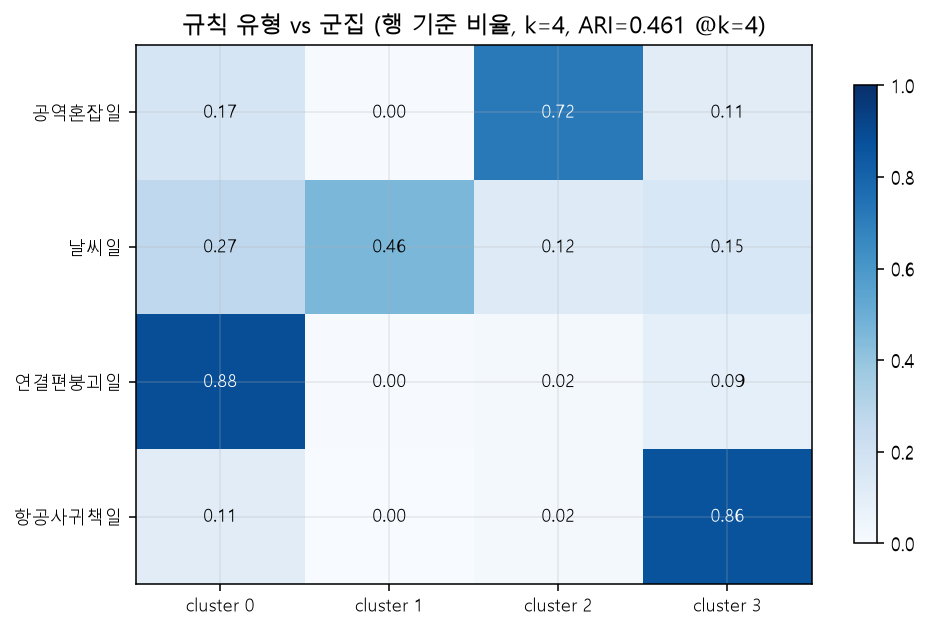 규칙 유형 vs 군집 (행 기준 비율, k=4, ARI=0.461 @k=4)
공역혼잡일 0.17 0.00 0.72 0.11
날씨일 0.27 0.46 0.12 0.15
연결편붕괴일 0.88 0.00 0.02 0.09
항공사귀책일 0.11 0.00 0.02 0.86
cluster 0 cluster 1 cluster 2 cluster 3
1.0
0.8
0.6
0.4
0.2
0.0